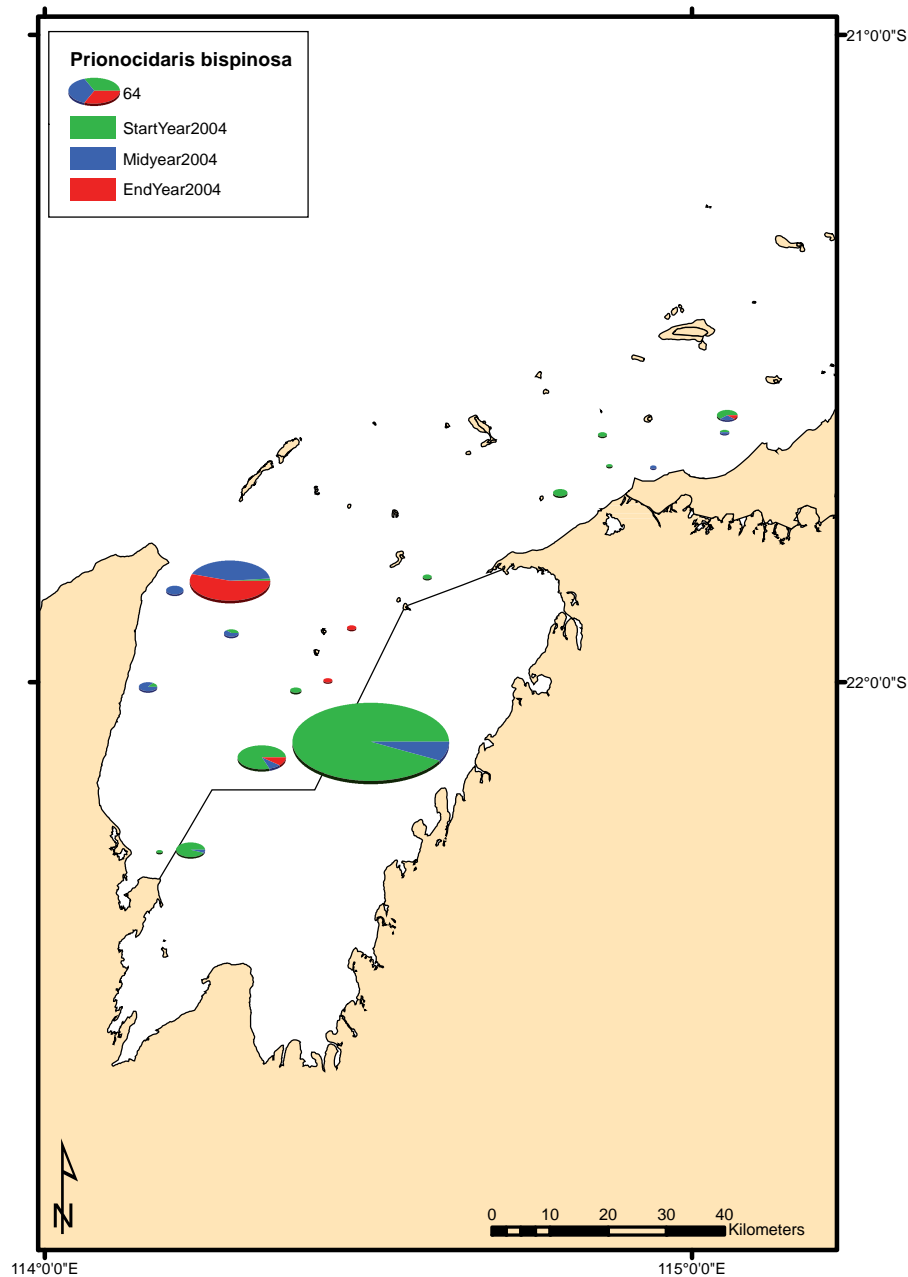 Prionocidaris bispinosa
64
StartYear2004
Midyear2004
EndYear2004
21°0'0"S
22°0'0"S
N
0 10 20 30 40
Kilometers
114°0'0"E
115°0'0"E